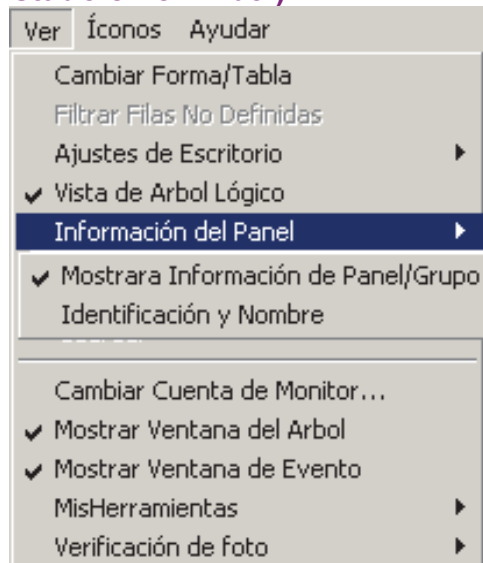 Ver Íconos Ayudar
Cambiar Forma/Tabla
Filtrar Filas No Definidas
Ajustes de Escritorio
Vista de Arbol Lógico
Información del Panel
Mostrara Información de Panel/Grupo
Identificación y Nombre
Cambiar Cuenta de Monitor...
Mostrar Ventana del Arbol
Mostrar Ventana de Evento
MisHerramientas
Verificación de foto